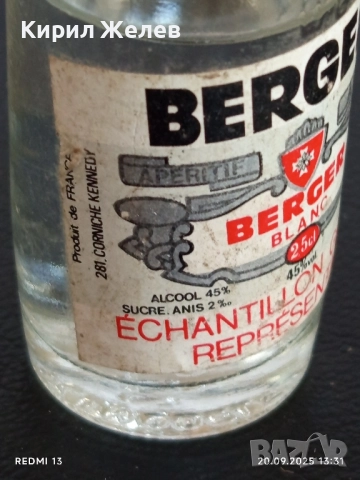 Кирил Желев
BERGE
APERITIF
BERGER
BLANC
2,5cl
45% vol
ALCOOL 45%
SUCRE. ANIS 2‰
ÉCHANTILLON
REPRÉSEN
Produit de FRANCE
281, CORNICHE KENNEDY
REDMI 13
20.09.2025 13:31
БАЗАР